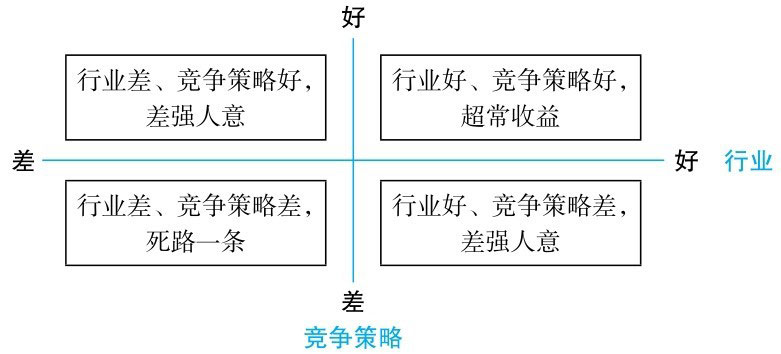 好
行业差、竞争策略好，
差强人意
行业好、竞争策略好，
超常收益
差
好 行业
行业差、竞争策略差，
死路一条
行业好、竞争策略差，
差强人意
差
竞争策略